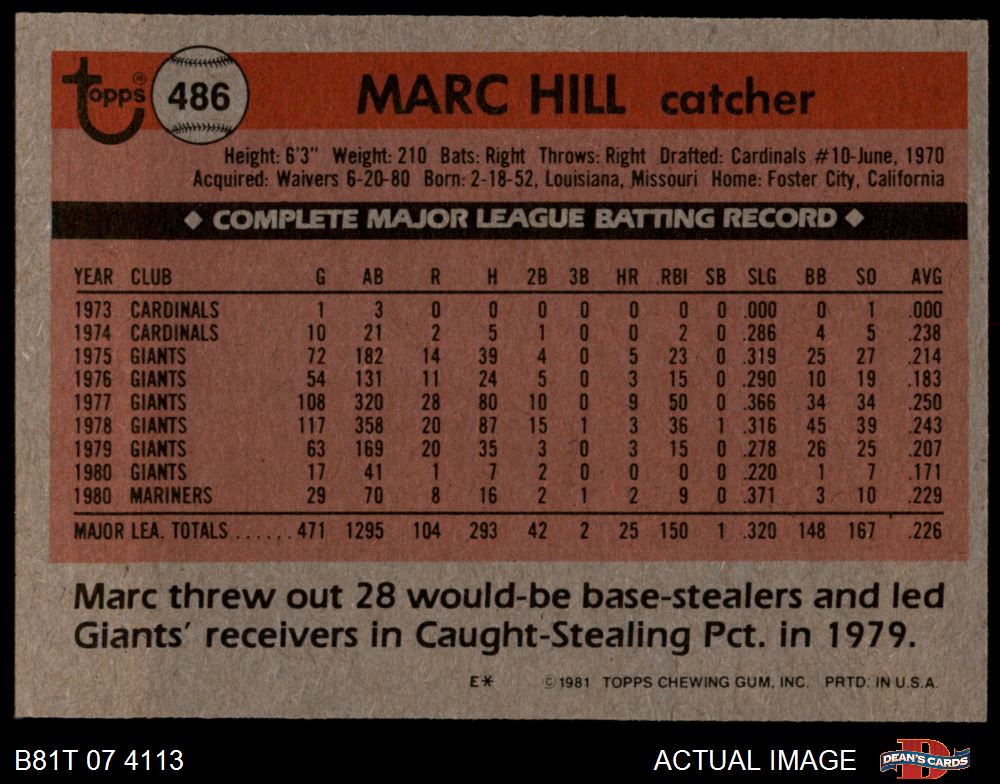 topps® 486 MARC HILL catcher
Height: 6'3" Weight: 210 Bats: Right Throws: Right Drafted: Cardinals #10-June, 1970
Acquired: Waivers 6-20-80 Born: 2-18-52, Louisiana, Missouri Home: Foster City, California
◆ COMPLETE MAJOR LEAGUE BATTING RECORD ◆
YEAR CLUB G AB R H 2B 3B HR RBI SB SLG BB SO AVG
1973 CARDINALS 1 3 0 0 0 0 0 0 0 .000 0 1 .000
1974 CARDINALS 10 21 2 5 1 0 0 2 0 .286 4 5 .238
1975 GIANTS 72 182 14 39 4 0 5 23 0 .319 25 27 .214
1976 GIANTS 54 131 11 24 5 0 3 15 0 .290 10 19 .183
1977 GIANTS 108 320 28 80 10 0 9 50 0 .366 34 34 .250
1978 GIANTS 117 358 20 87 15 1 3 36 1 .316 45 39 .243
1979 GIANTS 63 169 20 35 3 0 3 15 0 .278 26 25 .207
1980 GIANTS 17 41 1 7 2 0 0 0 0 .220 1 7 .171
1980 MARINERS 29 70 8 16 2 1 2 9 0 .371 3 10 .229
MAJOR LEA. TOTALS ...... 471 1295 104 293 42 2 25 150 1 .320 148 167 .226
Marc threw out 28 would-be base-stealers and led
Giants' receivers in Caught-Stealing Pct. in 1979.
E* © 1981 TOPPS CHEWING GUM, INC. PRTD. IN U.S.A.
B81T 07 4113 ACTUAL IMAGE DEAN'S CARDS